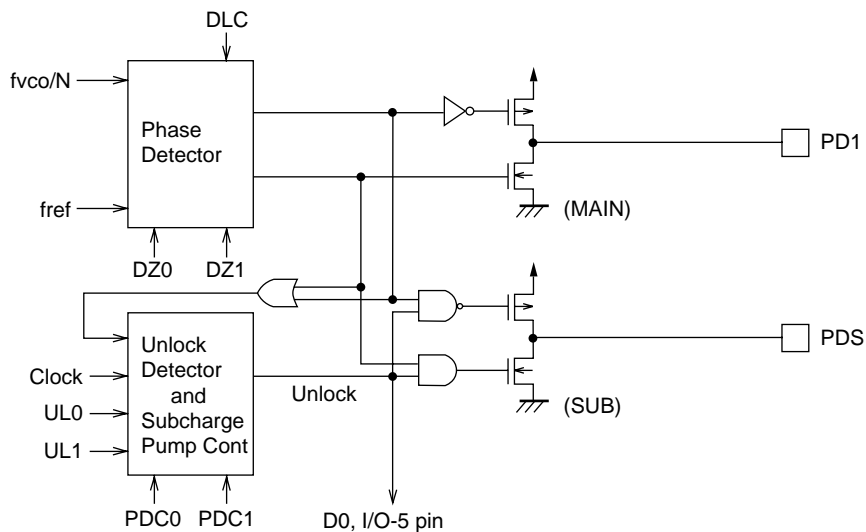 DLC
fvco/N
Phase
Detector
PD1
fref
(MAIN)
DZ0
DZ1
Unlock
Detector
and
Subcharge
Pump Cont
PDS
Clock
Unlock
UL0
(SUB)
UL1
PDC0
PDC1
D0, I/O-5 pin